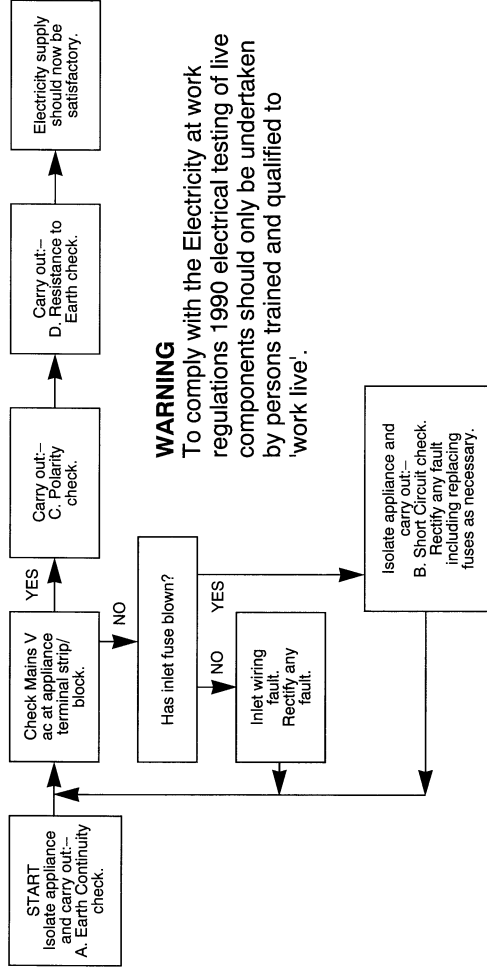 START
Isolate appliance
and carry out:–
A. Earth Continuity
check.
Check Mains V
ac at appliance
terminal strip/
block.
YES
NO
Carry out:–
C. Polarity
check.
Carry out:–
D. Resistance to
Earth check.
Electricity supply
should now be
satisfactory.
Has inlet fuse blown?
NO
YES
Inlet wiring
fault.
Rectify any
fault.
Isolate appliance and
carry out:–
B. Short Circuit check.
Rectify any fault
including replacing
fuses as necessary.
WARNING
To comply with the Electricity at work
regulations 1990 electrical testing of live
components should only be undertaken
by persons trained and qualified to
'work live'.